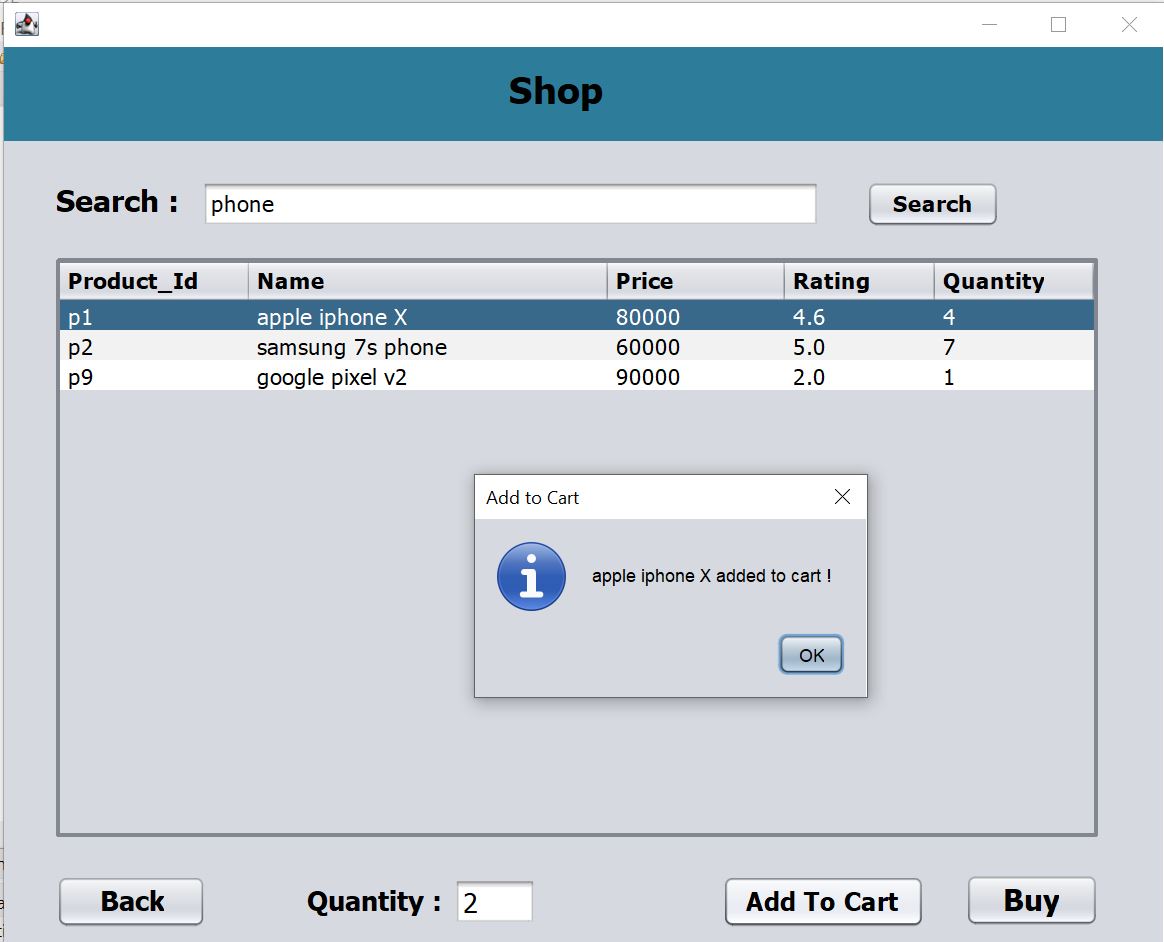 Shop
Search : phone Search
Product_Id Name Price Rating Quantity
p1 apple iphone X 80000 4.6 4
p2 samsung 7s phone 60000 5.0 7
p9 google pixel v2 90000 2.0 1
Add to Cart
apple iphone X added to cart !
OK
Back Quantity : 2 Add To Cart Buy